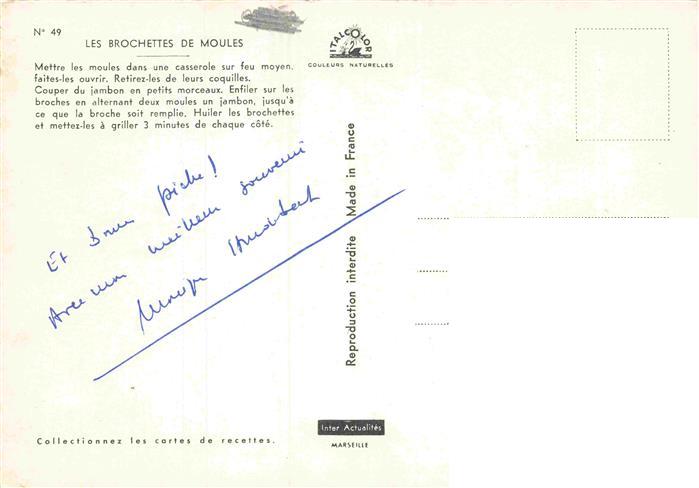 N° 49
LES BROCHETTES DE MOULES
Mettre les moules dans une casserole sur feu moyen.
faites-les ouvrir. Retirez-les de leurs coquilles.
Couper du jambon en petits morceaux. Enfiler sur les
broches en alternant deux moules un jambon, jusqu'à
ce que la broche soit remplie. Huiler les brochettes
et mettez-les à griller 3 minutes de chaque côté.
Et bonne pêche!
Avec mon meilleur souvenir
Collectionnez les cartes de recettes.
ITALCOLOR
COULEURS NATURELLES
Reproduction interdite Made in France
Inter Actualités
MARSEILLE